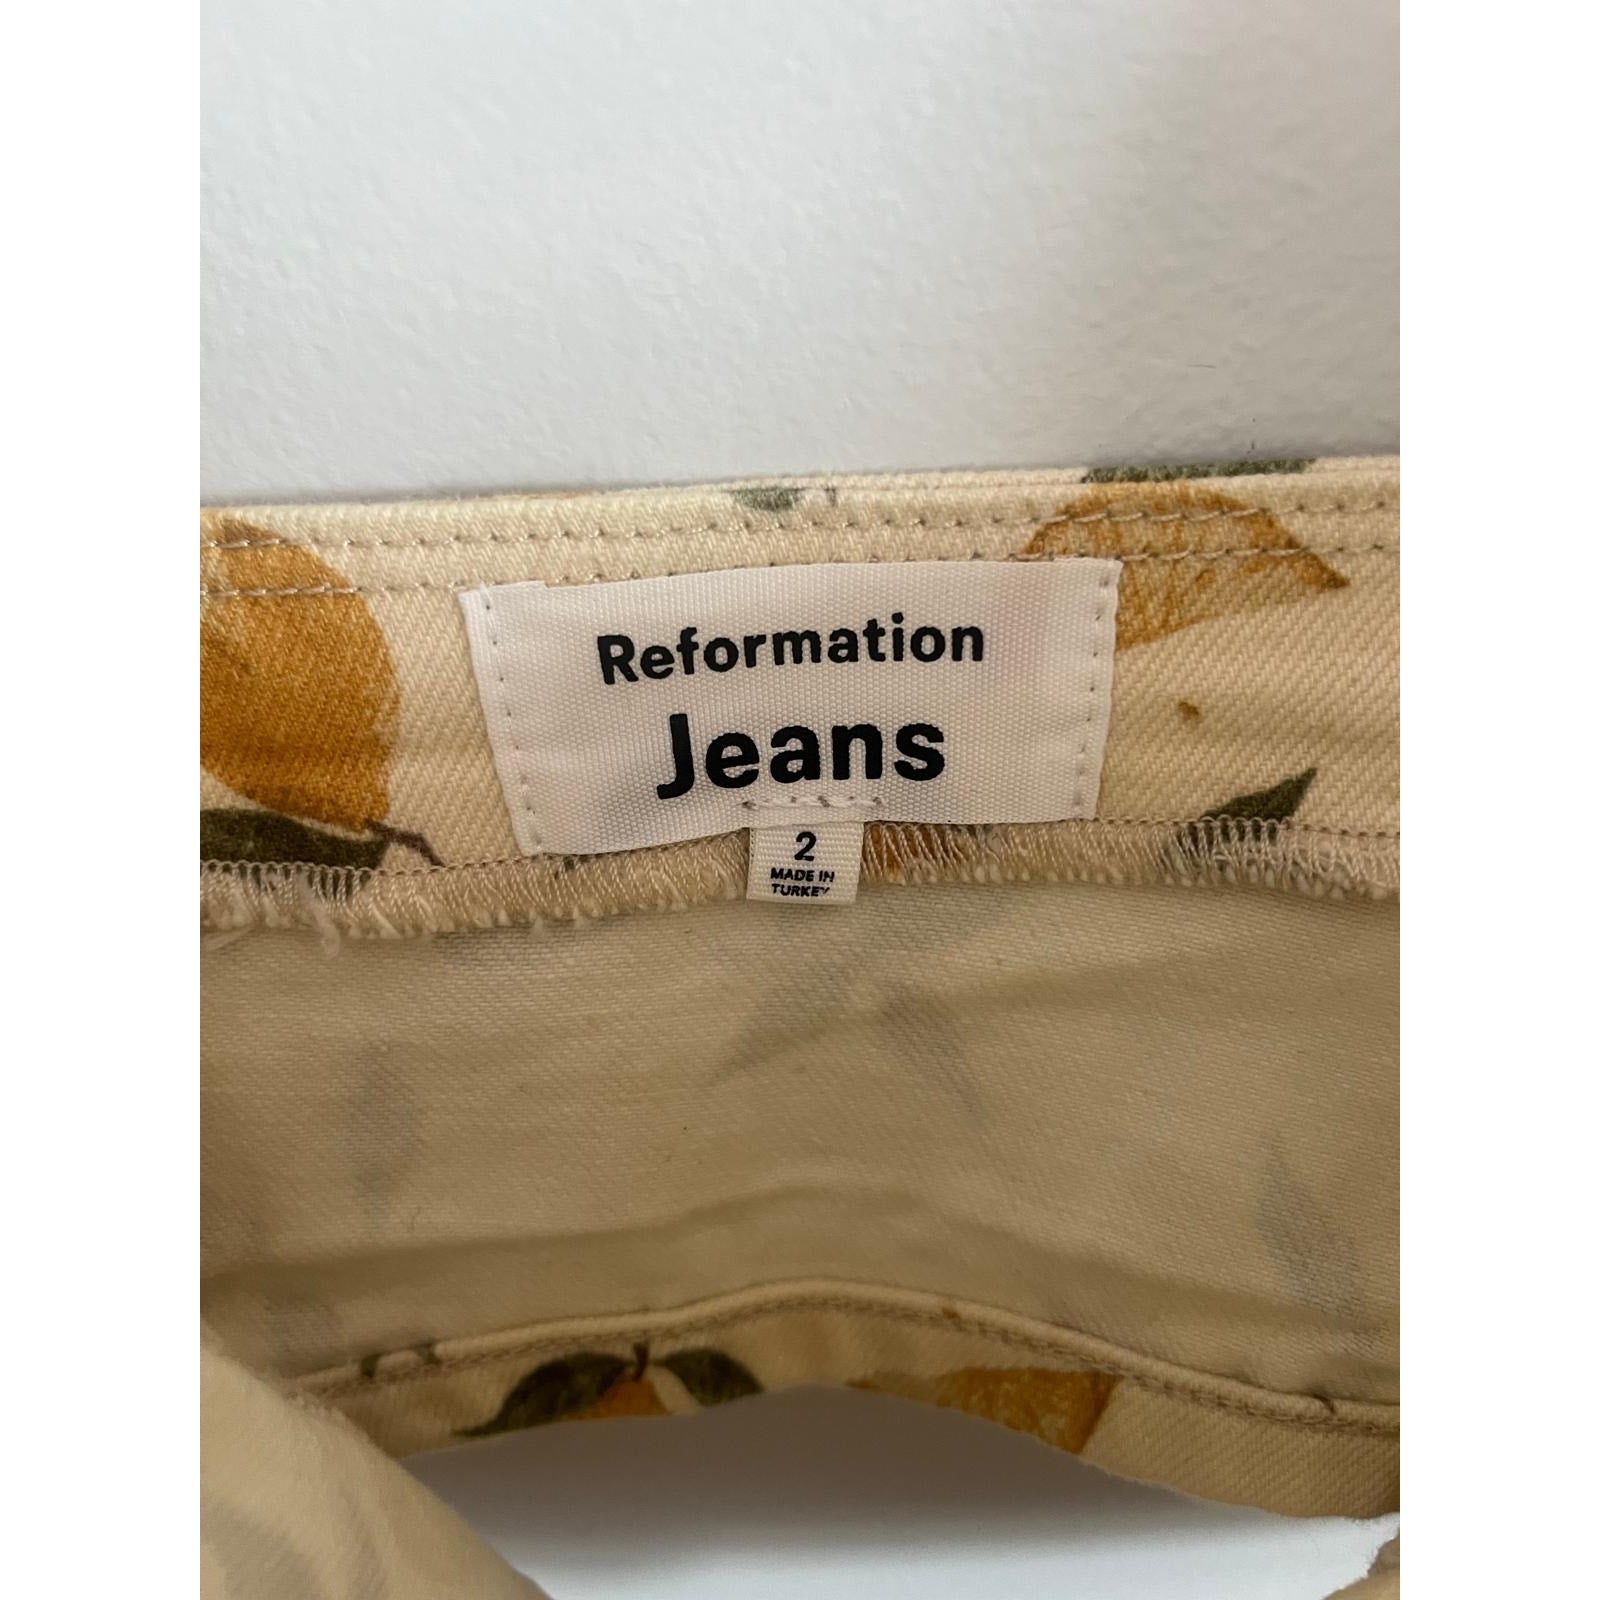 Reformation
Jeans
2
MADE IN
TURKEY